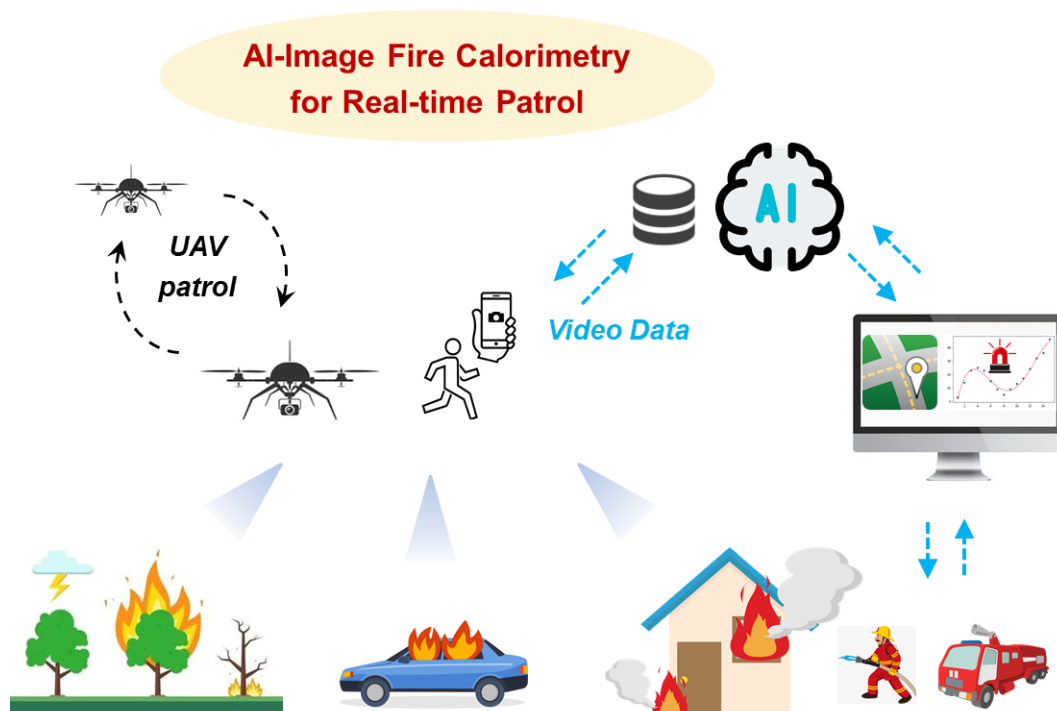 AI-Image Fire Calorimetry
for Real-time Patrol
UAV
patrol
AI
Video Data